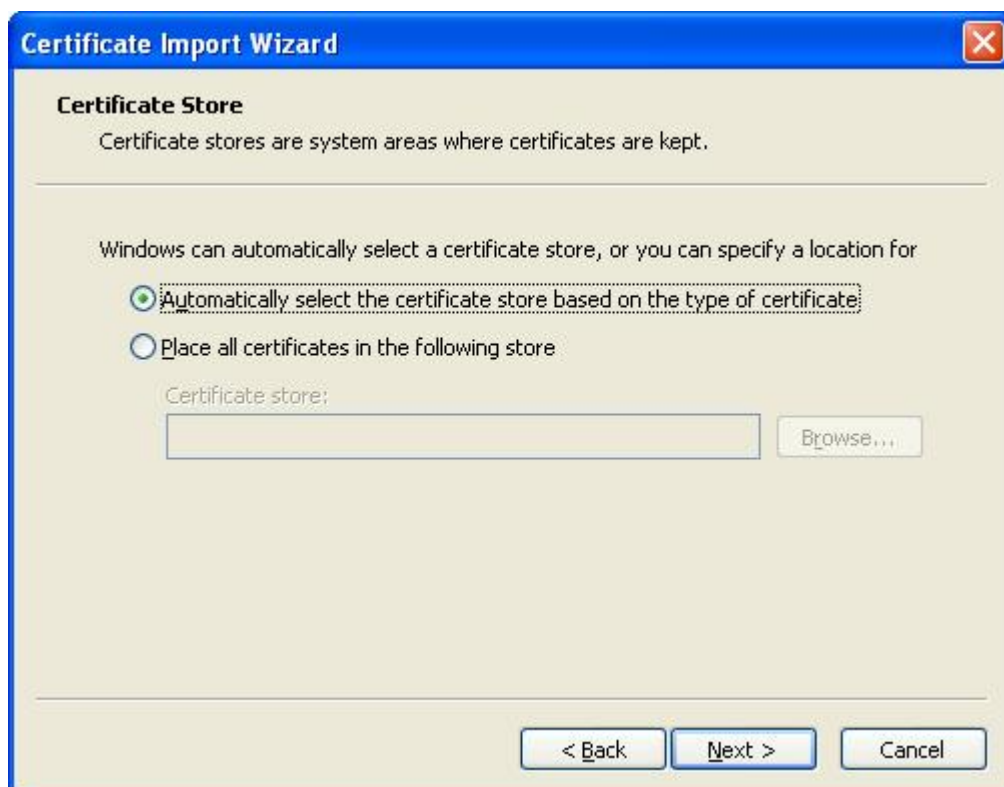 Certificate Import Wizard
Certificate Store
Certificate stores are system areas where certificates are kept.
Windows can automatically select a certificate store, or you can specify a location for
Automatically select the certificate store based on the type of certificate
Place all certificates in the following store
Certificate store:
Browse...
< Back Next > Cancel